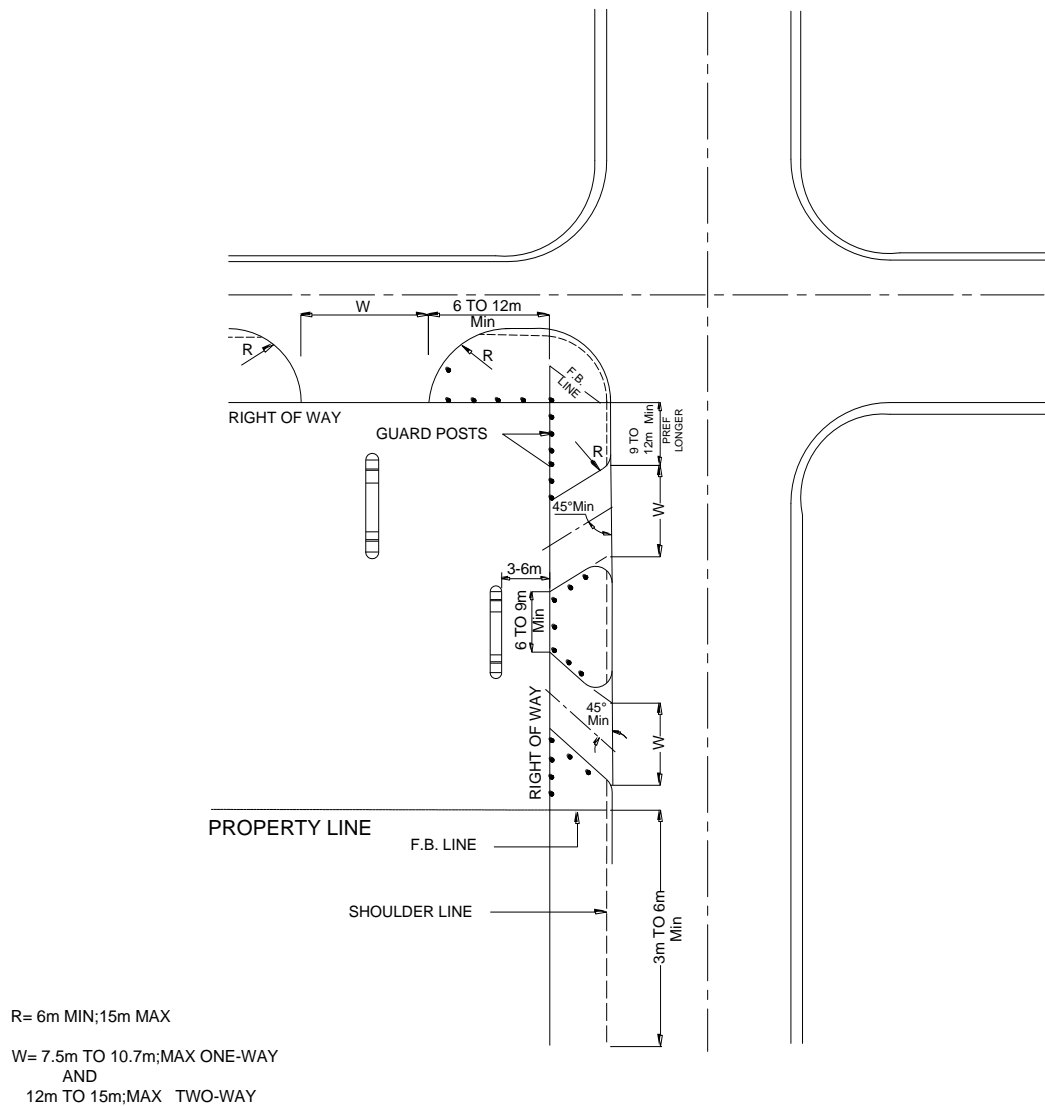 W
6 TO 12m
Min
R
R
F.B.
LINE
RIGHT OF WAY
GUARD POSTS
9 TO
12m Min
PREF
LONGER
R
W
45°Min
3-6m
6 TO 9m
Min
RIGHT OF WAY
45°
Min
W
PROPERTY LINE
F.B. LINE
SHOULDER LINE
3m TO 6m
Min
R= 6m MIN;15m MAX
W= 7.5m TO 10.7m;MAX ONE-WAY
AND
12m TO 15m;MAX TWO-WAY